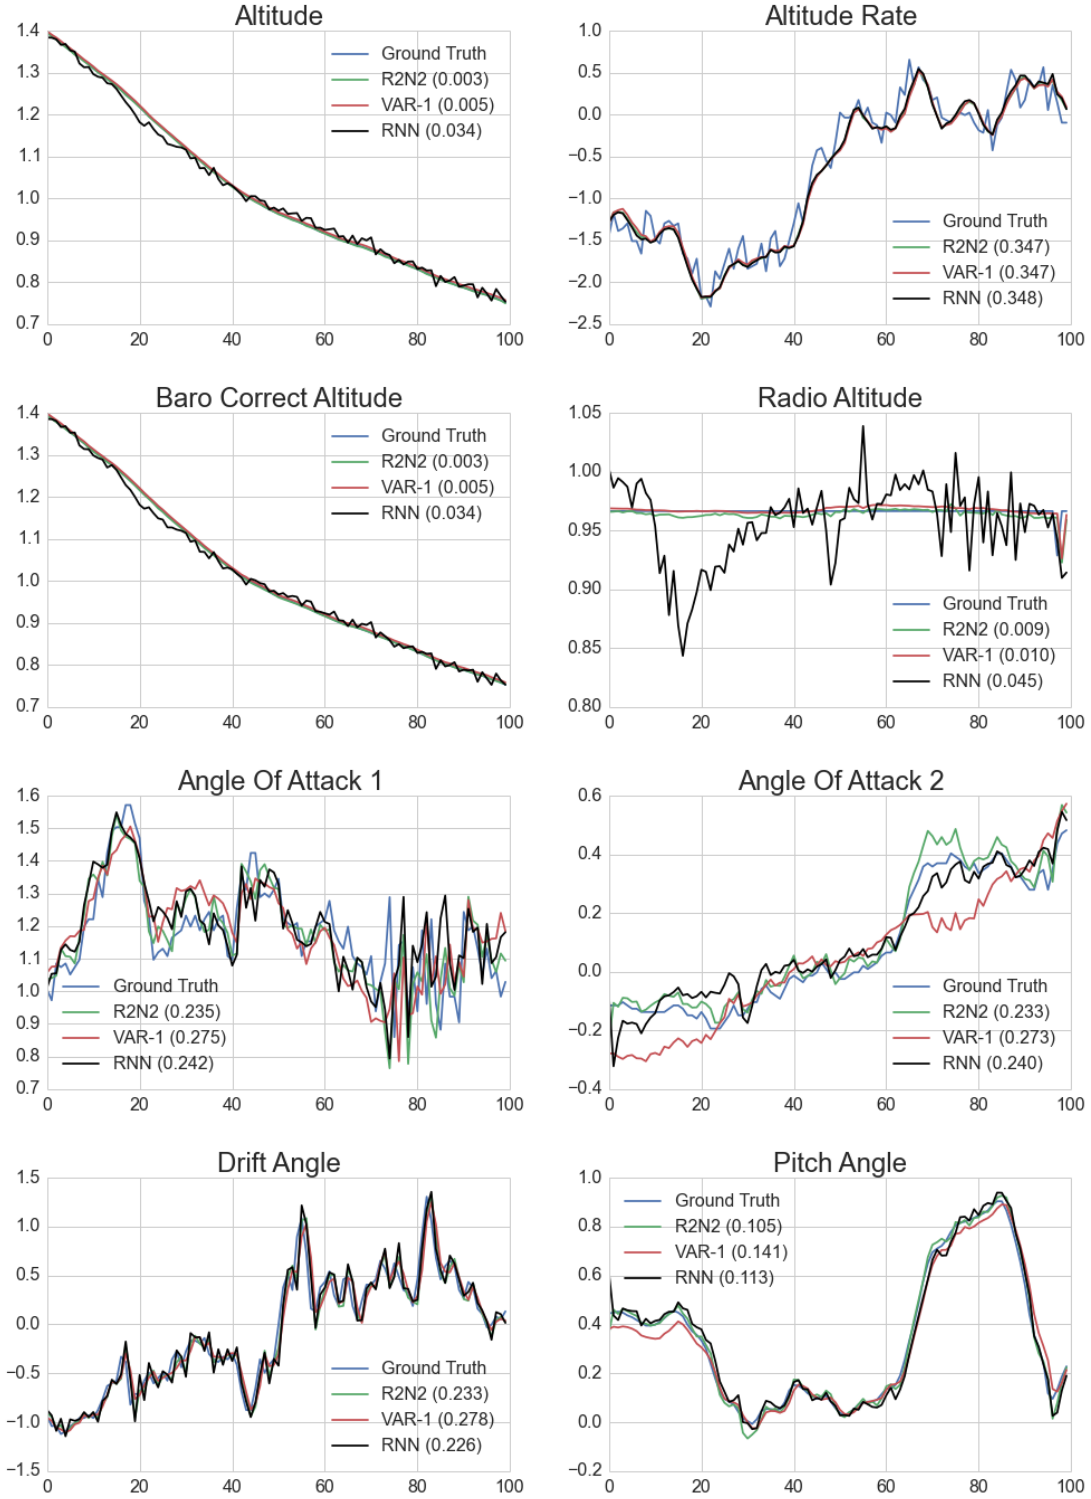 Altitude
1.4
1.3
1.2
1.1
1.0
0.9
0.8
0.7
0 20 40 60 80 100
Ground Truth
R2N2 (0.003)
VAR-1 (0.005)
RNN (0.034)
Altitude Rate
1.0
0.5
0.0
−0.5
−1.0
−1.5
−2.0
−2.5
0 20 40 60 80 100
Ground Truth
R2N2 (0.347)
VAR-1 (0.347)
RNN (0.348)
Baro Correct Altitude
1.4
1.3
1.2
1.1
1.0
0.9
0.8
0.7
0 20 40 60 80 100
Ground Truth
R2N2 (0.003)
VAR-1 (0.005)
RNN (0.034)
Radio Altitude
1.05
1.00
0.95
0.90
0.85
0.80
0 20 40 60 80 100
Ground Truth
R2N2 (0.009)
VAR-1 (0.010)
RNN (0.045)
Angle Of Attack 1
1.6
1.5
1.4
1.3
1.2
1.1
1.0
0.9
0.8
0.7
0 20 40 60 80 100
Ground Truth
R2N2 (0.235)
VAR-1 (0.275)
RNN (0.242)
Angle Of Attack 2
0.6
0.4
0.2
0.0
−0.2
−0.4
0 20 40 60 80 100
Ground Truth
R2N2 (0.233)
VAR-1 (0.273)
RNN (0.240)
Drift Angle
1.5
1.0
0.5
0.0
−0.5
−1.0
−1.5
0 20 40 60 80 100
Ground Truth
R2N2 (0.233)
VAR-1 (0.278)
RNN (0.226)
Pitch Angle
1.0
0.8
0.6
0.4
0.2
0.0
−0.2
0 20 40 60 80 100
Ground Truth
R2N2 (0.105)
VAR-1 (0.141)
RNN (0.113)